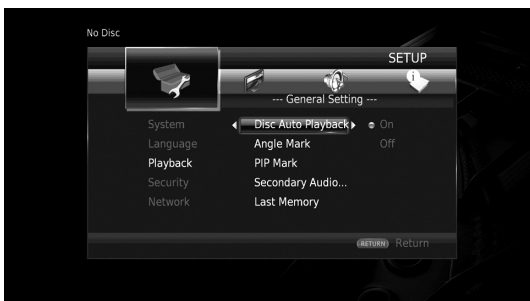 No Disc
SETUP
--- General Setting ---
System
Language
Playback
Security
Network
Disc Auto Playback
Angle Mark
PIP Mark
Secondary Audio...
Last Memory
On
Off
RETURN Return